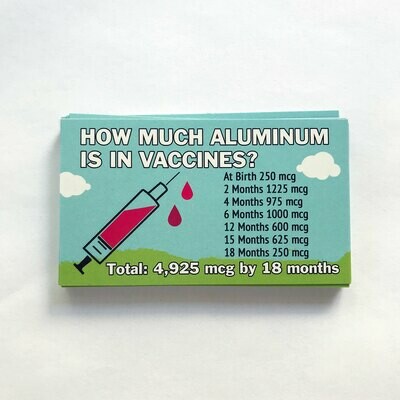 HOW MUCH ALUMINUM
IS IN VACCINES?
At Birth 250 mcg
2 Months 1225 mcg
4 Months 975 mcg
6 Months 1000 mcg
12 Months 600 mcg
15 Months 625 mcg
18 Months 250 mcg
Total: 4,925 mcg by 18 months